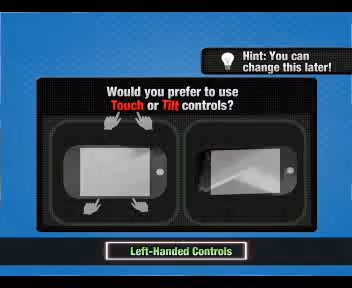 Hint: You can
change this later!
Would you prefer to use
Touch or Tilt controls?
Left-Handed Controls